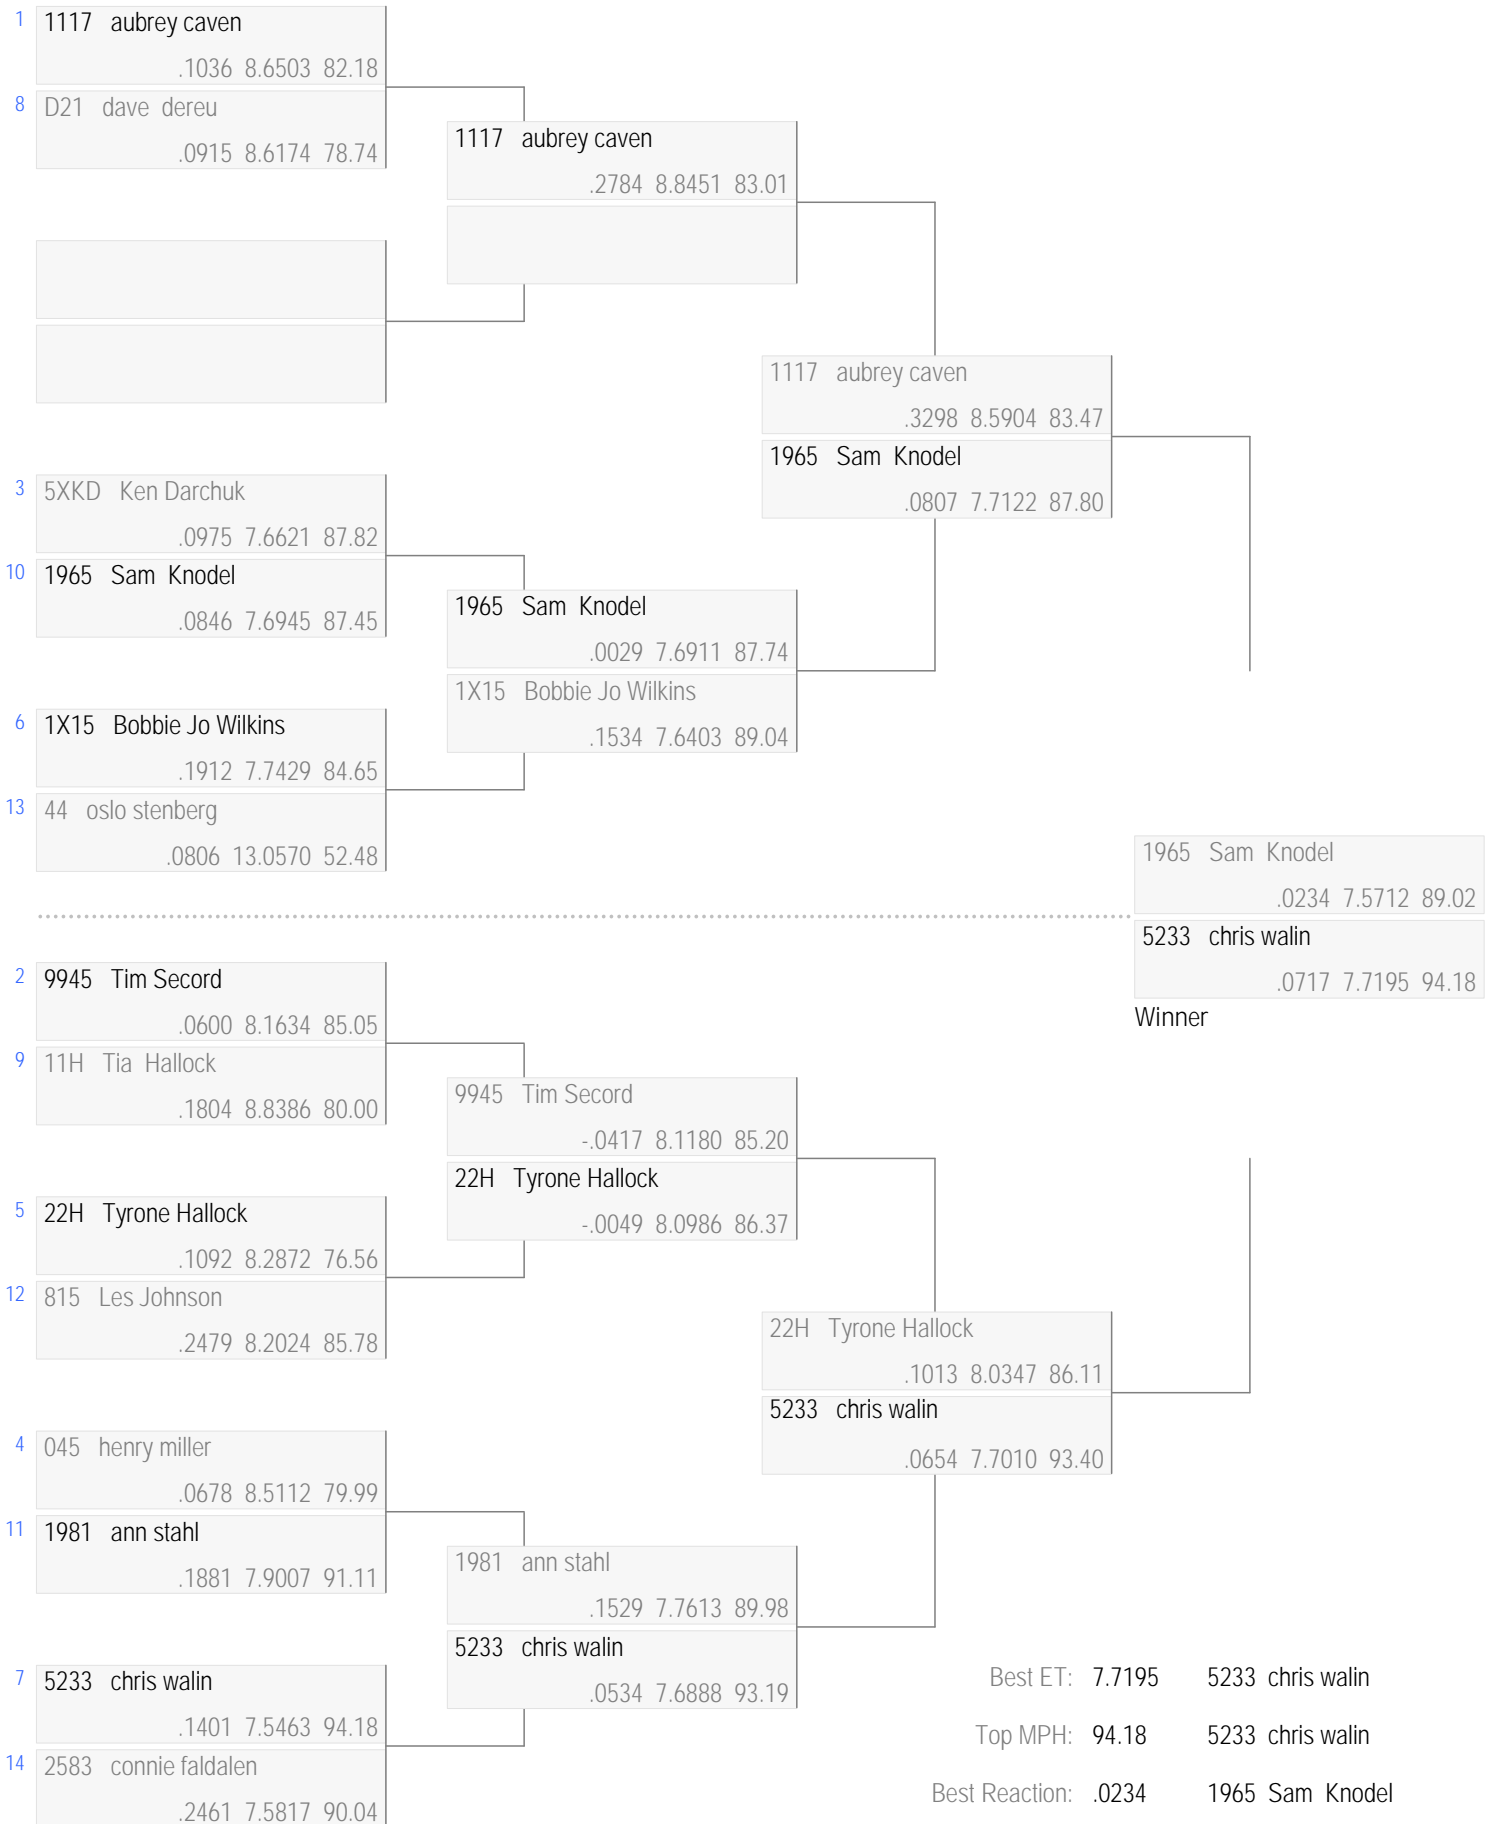 1 1117 aubrey caven
.1036 8.6503 82.18
8 D21 dave dereu
.0915 8.6174 78.74
1117 aubrey caven
.2784 8.8451 83.01
1117 aubrey caven
.3298 8.5904 83.47
1965 Sam Knodel
.0807 7.7122 87.80
3 5XKD Ken Darchuk
.0975 7.6621 87.82
10 1965 Sam Knodel
.0846 7.6945 87.45
1965 Sam Knodel
.0029 7.6911 87.74
1X15 Bobbie Jo Wilkins
.1534 7.6403 89.04
6 1X15 Bobbie Jo Wilkins
.1912 7.7429 84.65
13 44 oslo stenberg
.0806 13.0570 52.48
1965 Sam Knodel
.0234 7.5712 89.02
5233 chris walin
.0717 7.7195 94.18
Winner
2 9945 Tim Secord
.0600 8.1634 85.05
9 11H Tia Hallock
.1804 8.8386 80.00
9945 Tim Secord
-.0417 8.1180 85.20
22H Tyrone Hallock
-.0049 8.0986 86.37
5 22H Tyrone Hallock
.1092 8.2872 76.56
12 815 Les Johnson
.2479 8.2024 85.78
22H Tyrone Hallock
.1013 8.0347 86.11
5233 chris walin
.0654 7.7010 93.40
4 045 henry miller
.0678 8.5112 79.99
11 1981 ann stahl
.1881 7.9007 91.11
1981 ann stahl
.1529 7.7613 89.98
5233 chris walin
.0534 7.6888 93.19
7 5233 chris walin
.1401 7.5463 94.18
14 2583 connie faldalen
.2461 7.5817 90.04
Best ET: 7.7195 5233 chris walin
Top MPH: 94.18 5233 chris walin
Best Reaction: .0234 1965 Sam Knodel